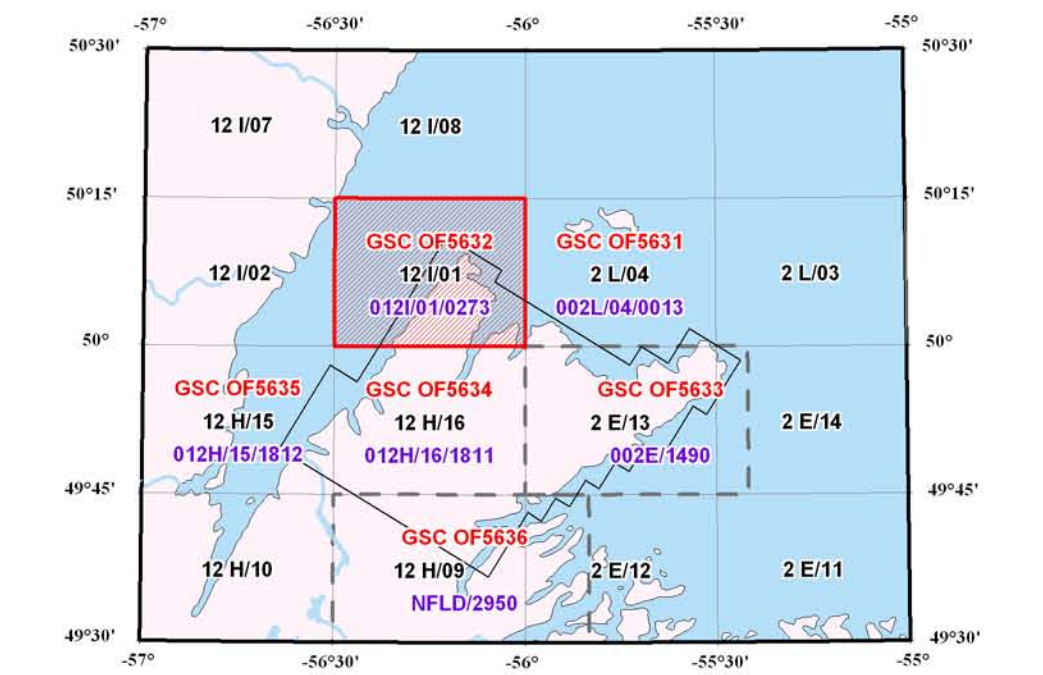 -57° -56°30' -56° -55°30' -55°
50°30' 50°30'
12 I/07 12 I/08
50°15' 50°15'
GSC OF5632 GSC OF5631
12 I/02 12 I/01 2 L/04 2 L/03
012I/01/0273 002L/04/0013
50° 50°
GSC OF5635 GSC OF5634 GSC OF5633
12 H/15 12 H/16 2 E/13 2 E/14
012H/15/1812 012H/16/1811 002E/1490
49°45' 49°45'
GSC OF5636
12 H/10 12 H/09 2 E/12 2 E/11
NFLD/2950
49°30' 49°30'
-57° -56°30' -56° -55°30' -55°